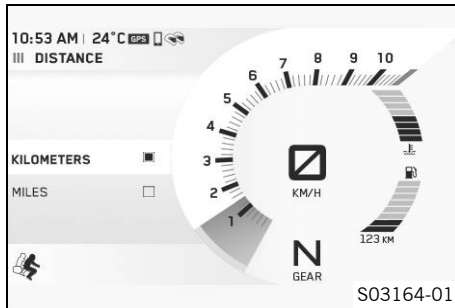 10:53 AM | 24°C GPS
DISTANCE
KILOMETERS
MILES
1
2
3
4
5
6
7
8
9
10
0
KM/H
N
GEAR
123 KM
S03164-01